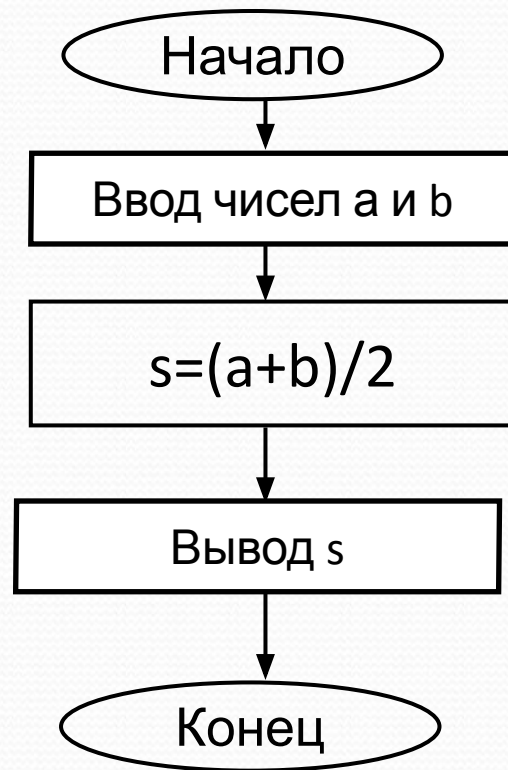 Начало
Ввод чисел а и b
s=(a+b)/2
Вывод s
Конец